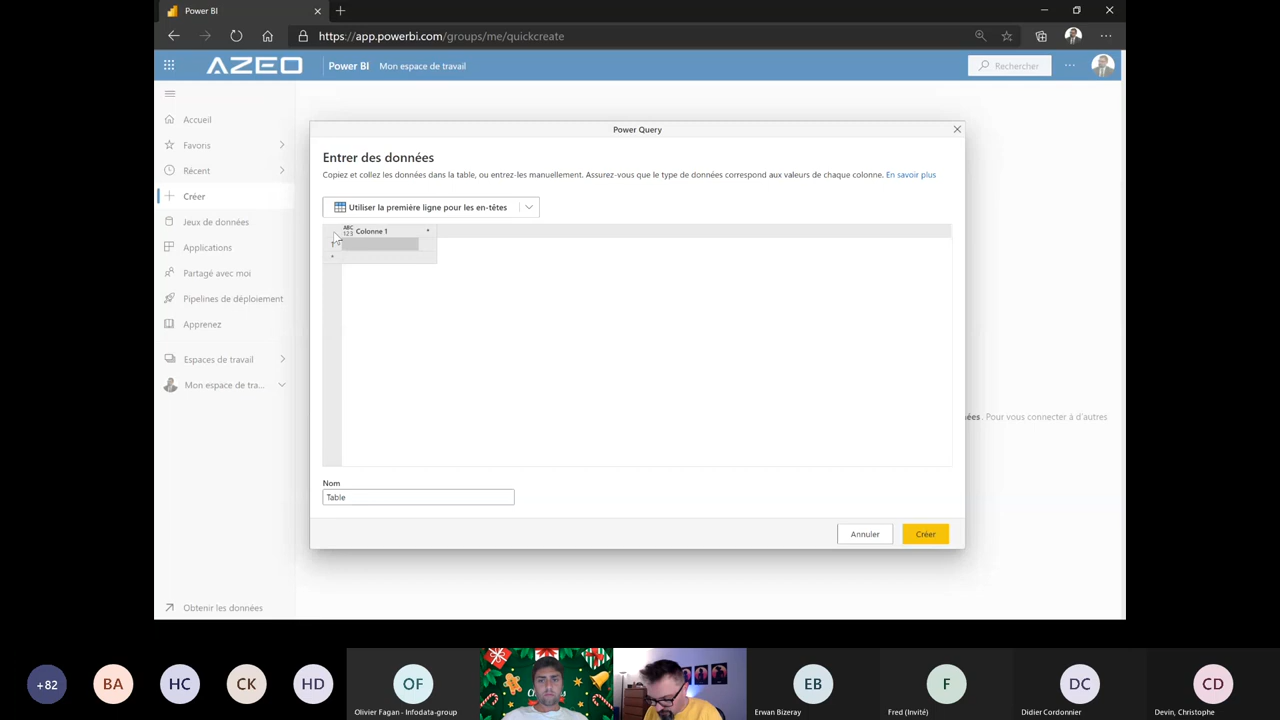 Power BI
https://app.powerbi.com/groups/me/quickcreate
AZEO
Power BI
Mon espace de travail
Rechercher
Accueil
Favoris
Récent
Créer
Jeux de données
Applications
Partagé avec moi
Pipelines de déploiement
Apprenez
Espaces de travail
Mon espace de tra...
Obtenir les données
Power Query
Entrer des données
Copiez et collez les données dans la table, ou entrez-les manuellement. Assurez-vous que le type de données correspond aux valeurs de chaque colonne. En savoir plus
Utiliser la première ligne pour les en-têtes
ABC
123
Colonne 1
1
*
Nom
Table
Annuler
Créer
ées. Pour vous connecter à d'autres
+82
BA
HC
CK
HD
OF
Olivier Fagan - Infodata-group
EB
Erwan Bizeray
F
Fred (Invité)
DC
Didier Cordonnier
CD
Devin, Christophe